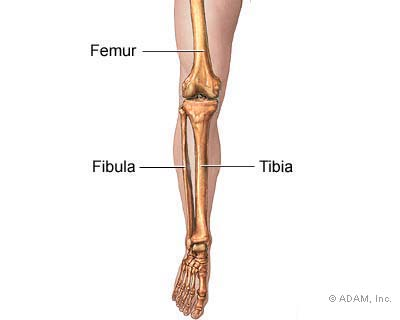 Femur
Fibula
Tibia
© ADAM, Inc.